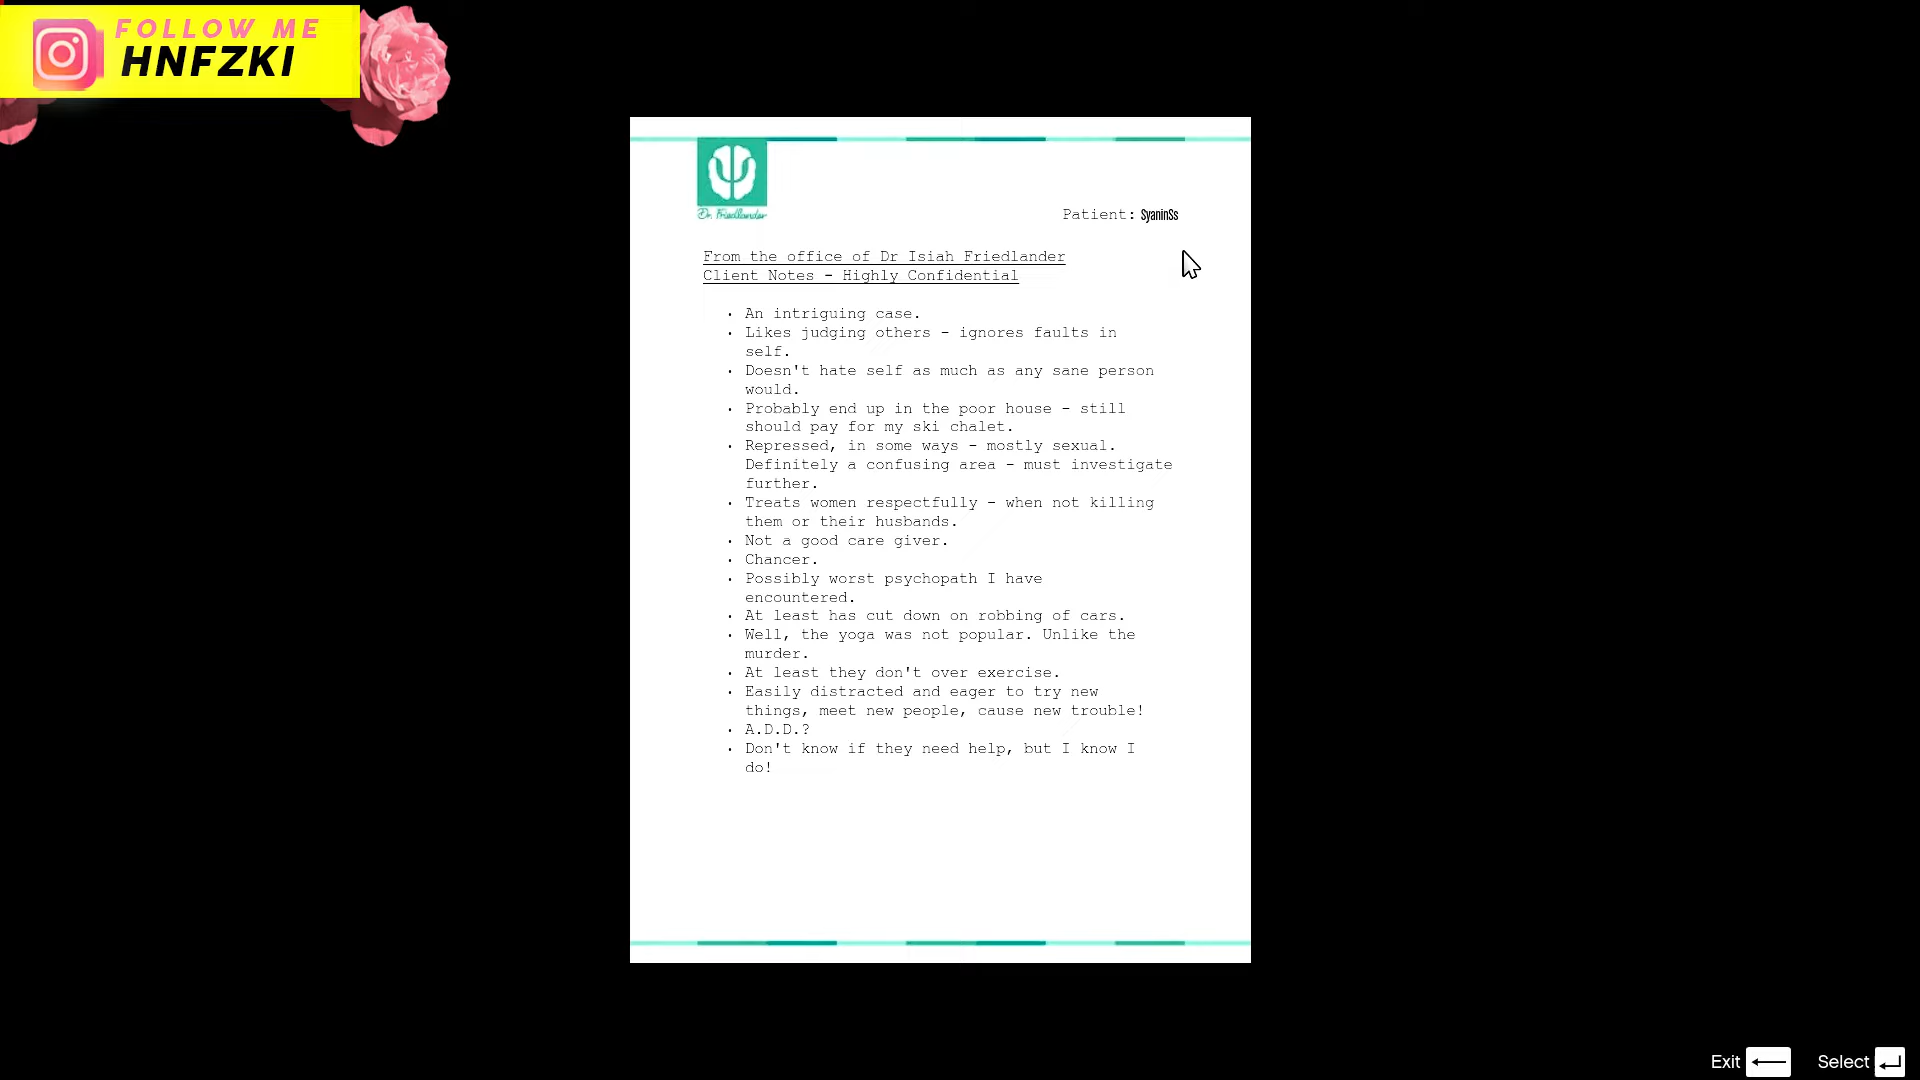 FOLLOW ME
HNFZKI
Dr. Friedlander
Patient: SyaninSs
From the office of Dr Isiah Friedlander
Client Notes - Highly Confidential
· An intriguing case.
· Likes judging others - ignores faults in
self.
· Doesn't hate self as much as any sane person
would.
· Probably end up in the poor house - still
should pay for my ski chalet.
· Repressed, in some ways - mostly sexual.
Definitely a confusing area - must investigate
further.
· Treats women respectfully - when not killing
them or their husbands.
· Not a good care giver.
· Chancer.
· Possibly worst psychopath I have
encountered.
· At least has cut down on robbing of cars.
· Well, the yoga was not popular. Unlike the
murder.
· At least they don't over exercise.
· Easily distracted and eager to try new
things, meet new people, cause new trouble!
· A.D.D.?
· Don't know if they need help, but I know I
do!
Exit Select